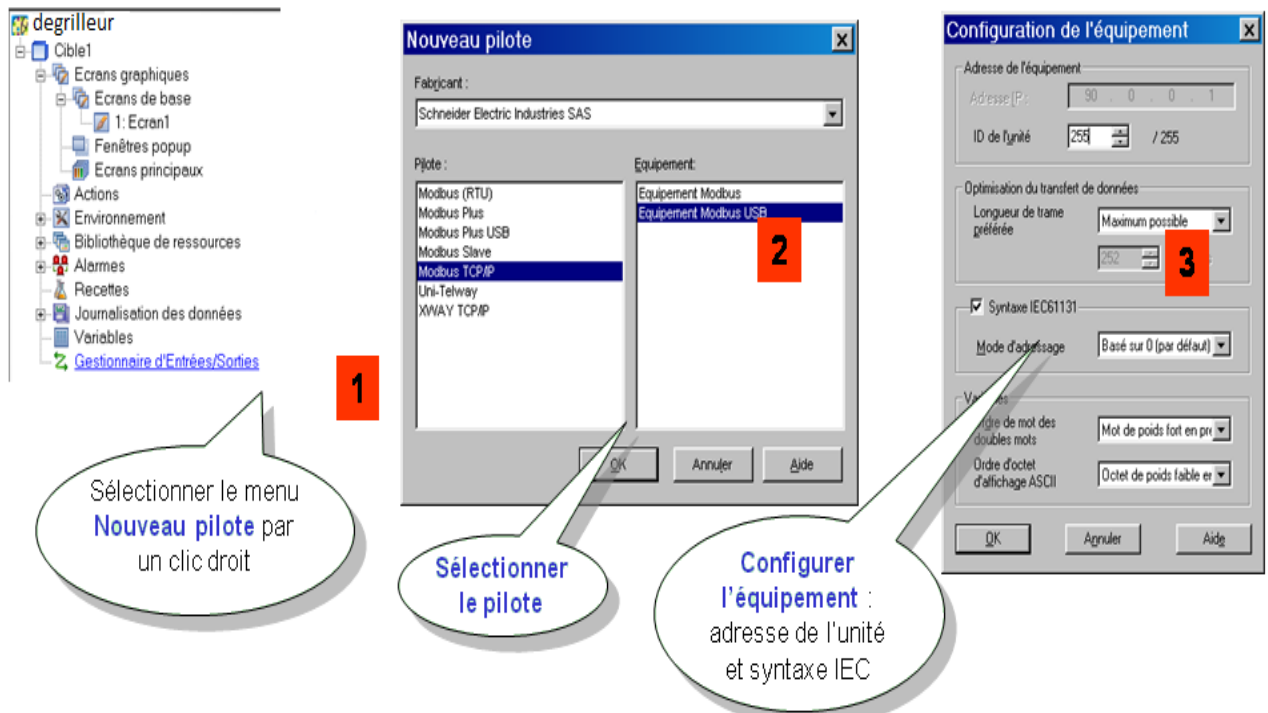 degrilleur
Cible1
Ecrans graphiques
Ecrans de base
1: Ecran1
Fenêtres popup
Ecrans principaux
Actions
Environnement
Bibliothèque de ressources
Alarmes
Recettes
Journalisation des données
Variables
Gestionnaire d'Entrées/Sorties
1
Sélectionner le menu
Nouveau pilote par
un clic droit
Nouveau pilote
Fabricant :
Schneider Electric Industries SAS
Pilote :
Modbus (RTU)
Modbus Plus
Modbus Plus USB
Modbus Slave
Modbus TCP/IP
Uni-Telway
XWAY TCP/IP
Equipement:
Equipement Modbus
Equipement Modbus USB
2
OK
Annuler
Aide
Sélectionner
le pilote
Configuration de l'équipement
Adresse de l'équipement
Adresse IP :
90 . 0 . 0 . 1
ID de l'unité
255
/ 255
Optimisation du transfert de données
Longueur de trame
préférée
Maximum possible
252
3
Syntaxe IEC61131
Mode d'adressage
Basé sur 0 (par défaut)
Ordre de mot des
doubles mots
Mot de poids fort en pre
Ordre d'octet
d'affichage ASCII
Octet de poids faible er
OK
Annuler
Aide
Configurer
l'équipement :
adresse de l'unité
et syntaxe IEC